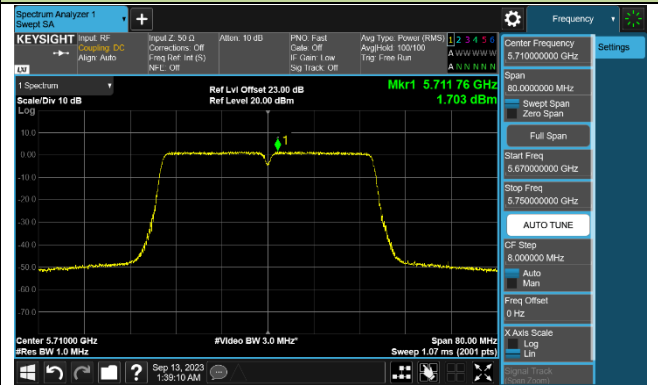 Spectrum Analyzer 1
Swept SA
+
Frequency
KEYSIGHT
Input: RF
Coupling: DC
Align: Auto
Input Z: 50 Ω
Corrections: Off
Freq Ref: Int (S)
NFE: Off
Atten: 10 dB
PNO: Fast
Gate: Off
IF Gain: Low
Sig Track: Off
Avg Type: Power (RMS)
Avg|Hold: 100/100
Trig: Free Run
1 2 3 4 5 6
A W W W W W
A N N N N N
LXI
1 Spectrum
Scale/Div 10 dB
Log
Ref Lvl Offset 23.00 dB
Ref Level 20.00 dBm
Mkr1 5.711 76 GHz
1.703 dBm
10.0
0.00
-10.0
-20.0
-30.0
-40.0
-50.0
-60.0
-70.0
1
Center 5.71000 GHz
#Res BW 1.0 MHz
#Video BW 3.0 MHz*
Span 80.00 MHz
Sweep 1.07 ms (2001 pts)
Sep 13, 2023
1:39:10 AM
?
Center Frequency
5.710000000 GHz
Settings
Span
80.0000000 MHz
Swept Span
Zero Span
Full Span
Start Freq
5.670000000 GHz
Stop Freq
5.750000000 GHz
AUTO TUNE
CF Step
8.000000 MHz
Auto
Man
Freq Offset
0 Hz
X Axis Scale
Log
Lin
Signal Track
(Span Zoom)